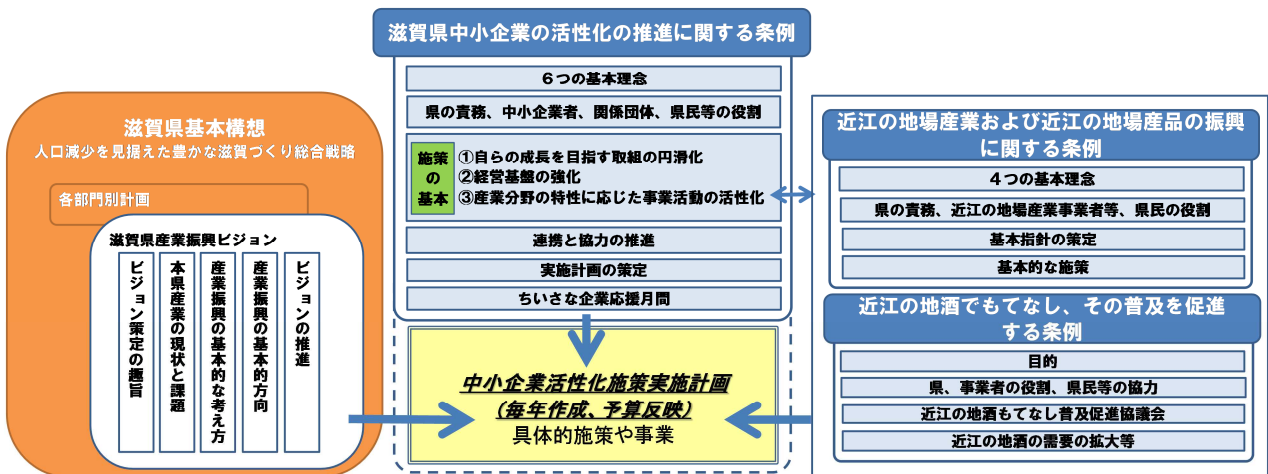 滋賀県中小企業の活性化の推進に関する条例
６つの基本理念
県の責務、中小企業者、関係団体、県民等の役割
施策
の
基本
①自らの成長を目指す取組の円滑化
②経営基盤の強化
③産業分野の特性に応じた事業活動の活性化
連携と協力の推進
実施計画の策定
ちいさな企業応援月間
滋賀県基本構想
人口減少を見据えた豊かな滋賀づくり総合戦略
各部門別計画
滋賀県産業振興ビジョン
ビジョンの推進
産業振興の基本的方向
産業振興の基本的な考え方
本県産業の現状と課題
ビジョン策定の趣旨
中小企業活性化施策実施計画
(毎年作成、予算反映)
具体的施策や事業
近江の地場産業および近江の地場産品の振興
に関する条例
４つの基本理念
県の責務、近江の地場産業事業者等、県民の役割
基本指針の策定
基本的な施策
近江の地酒でもてなし、その普及を促進
する条例
目的
県、事業者の役割、県民等の協力
近江の地酒もてなし普及促進協議会
近江の地酒の需要の拡大等